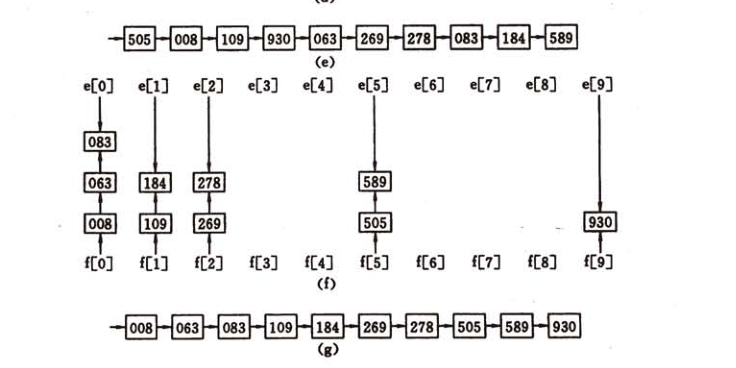 505 008 109 930 063 269 278 083 184 589
(e)
e[0] e[1] e[2] e[3] e[4] e[5] e[6] e[7] e[8] e[9]
083
063 184 278 589
008 109 269 505 930
f[0] f[1] f[2] f[3] f[4] f[5] f[6] f[7] f[8] f[9]
(f)
008 063 083 109 184 269 278 505 589 930
(g)